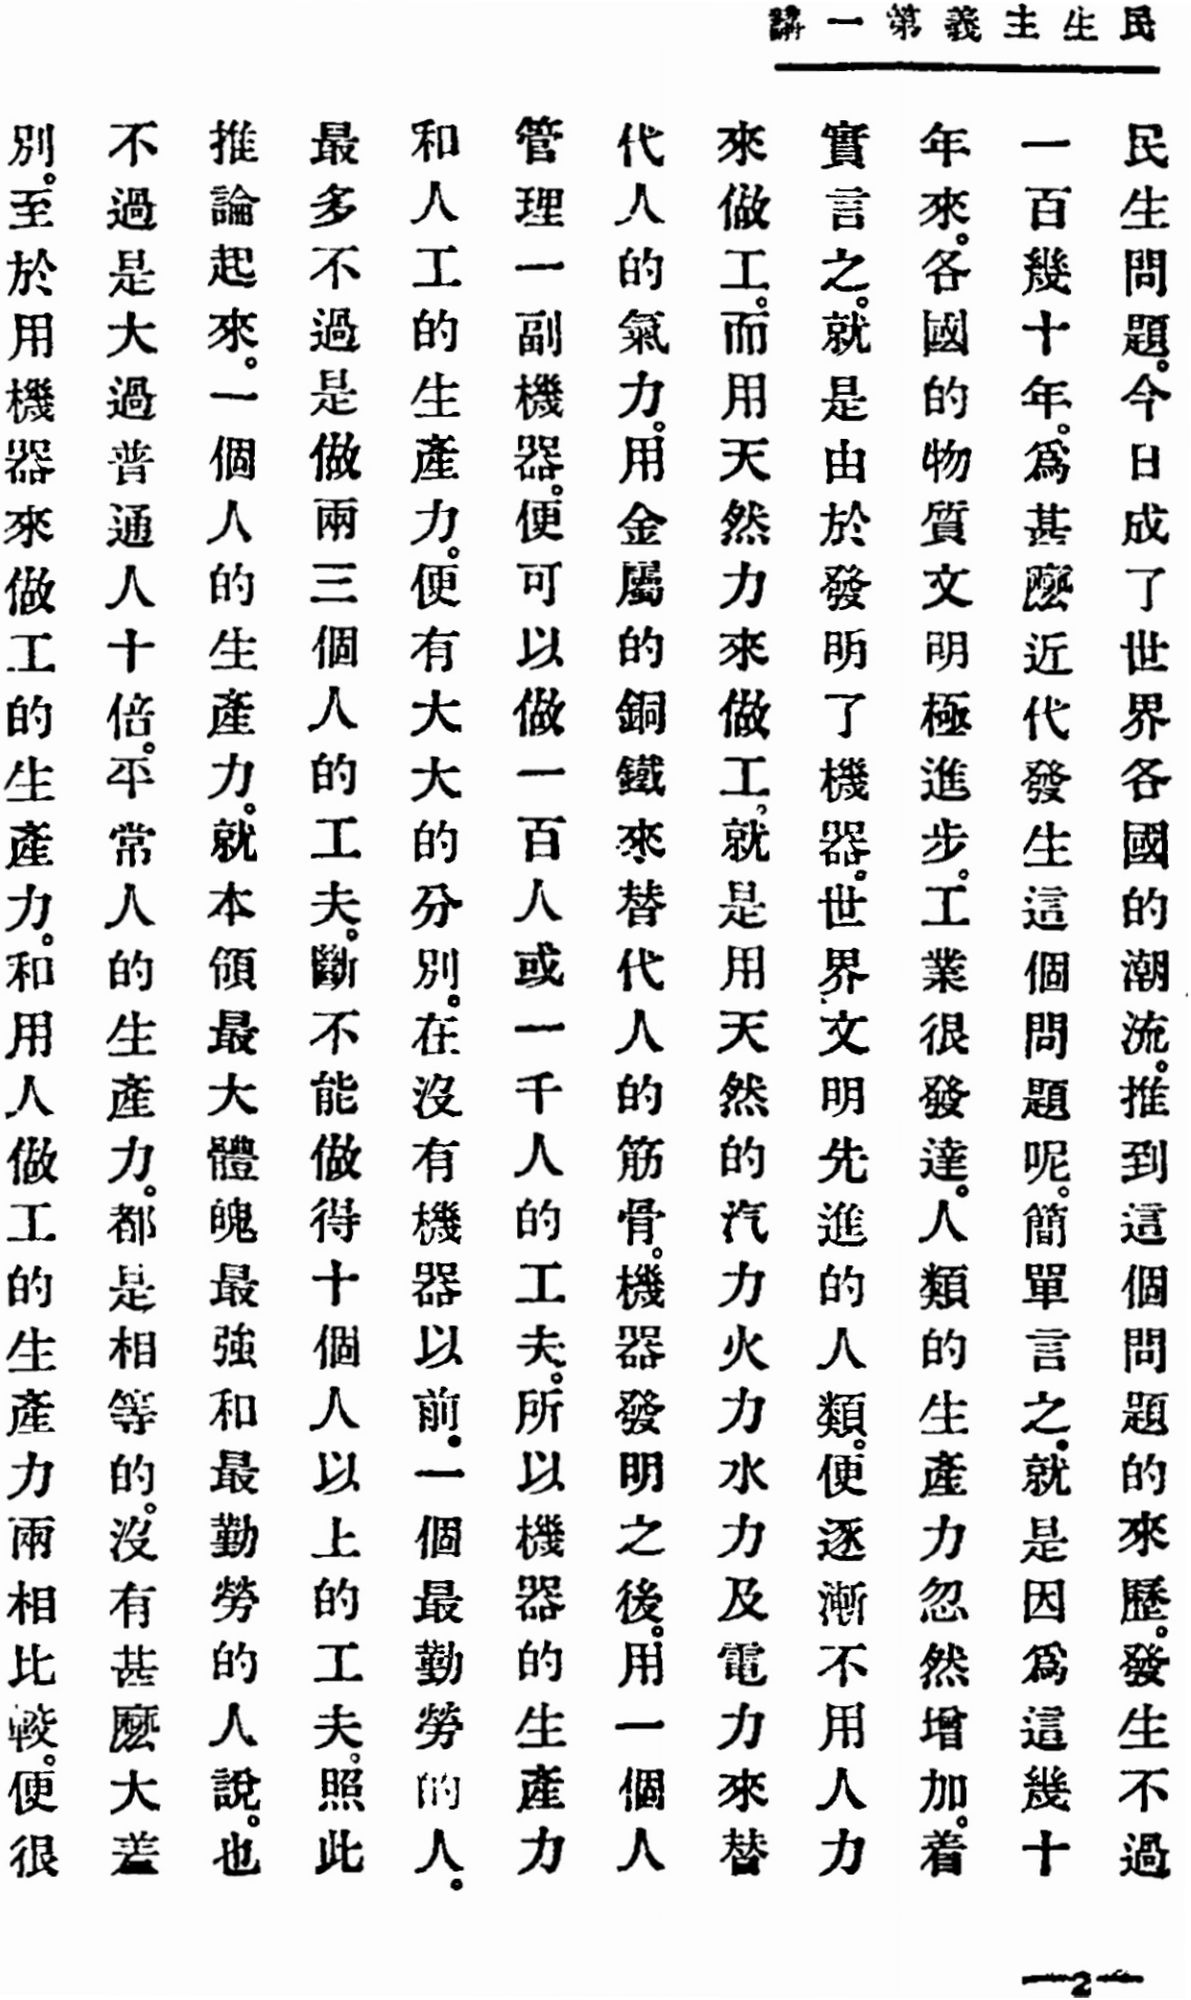 民生主義第一講
民生問題。今日成了世界各國的潮流。推到這個問題的來歷。發生不過
一百幾十年。爲甚麼近代發生這個問題呢。簡單言之。就是因爲這幾十
年來。各國的物質文明極進步。工業很發達。人類的生產力忽然增加。着
實言之。就是由於發明了機器。世界文明先進的人類。便逐漸不用人力
來做工。而用天然力來做工。就是用天然的汽力火力水力及電力來替
代人的氣力。用金屬的銅鐵來替代人的筋骨。機器發明之後。用一個人
管理一副機器。便可以做一百人或一千人的工夫。所以機器的生產力
和人工的生產力。便有大大的分別。在沒有機器以前。一個最勤勞的人。
最多不過是做兩三個人的工夫。斷不能做得十個人以上的工夫。照此
推論起來。一個人的生產力。就本領最大體魄最強和最勤勞的人說。也
不過是大過普通人十倍。平常人的生產力。都是相等的。沒有甚麼大差
別。至於用機器來做工的生產力。和用人做工的生產力兩相比較。便很
—2—